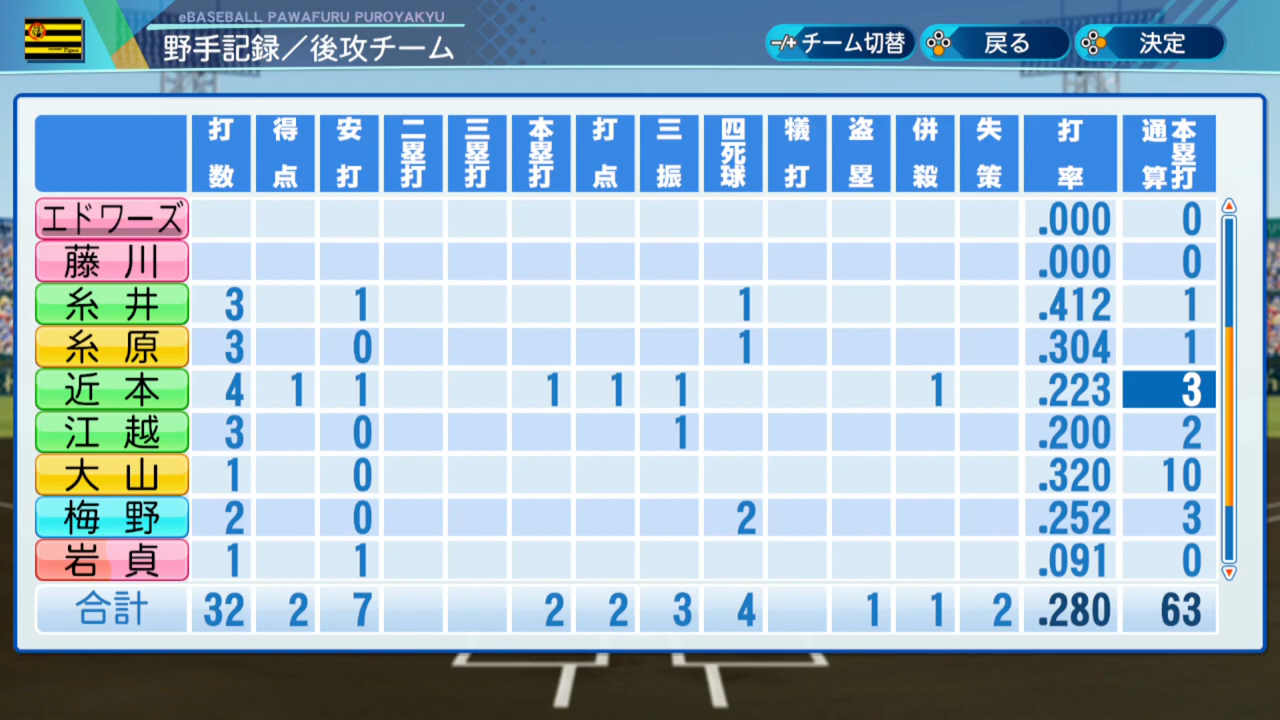 eBASEBALL PAWAFURU PUROYAKYU
野手記録／後攻チーム
-/+ チーム切替 戻る 決定
打数 得点 安打 二塁打 三塁打 本塁打 打点 三振 四死球 犠打 盗塁 併殺 失策 打率 通算本塁打
エドワーズ .000 0
藤川 .000 0
糸井 3 1 1 .412 1
糸原 3 0 1 .304 1
近本 4 1 1 1 1 1 1 .223 3
江越 3 0 1 .200 2
大山 1 0 .320 10
梅野 2 0 2 .252 3
岩貞 1 1 .091 0
合計 32 2 7 2 2 3 4 1 1 2 .280 63